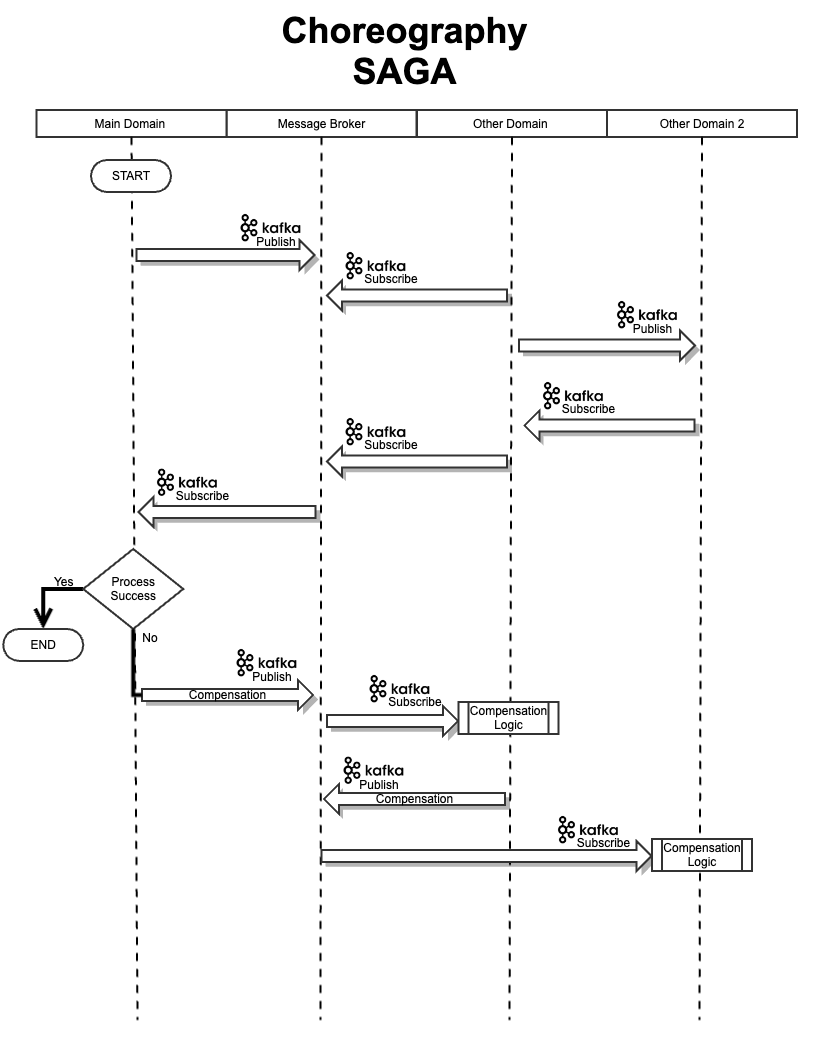 Choreography
SAGA
Main Domain
Message Broker
Other Domain
Other Domain 2
START
kafka
Publish
kafka
Subscribe
kafka
Publish
kafka
Subscribe
kafka
Subscribe
kafka
Subscribe
Process
Success
Yes
END
No
kafka
Publish
Compensation
kafka
Subscribe
Compensation
Logic
kafka
Publish
Compensation
kafka
Subscribe
Compensation
Logic